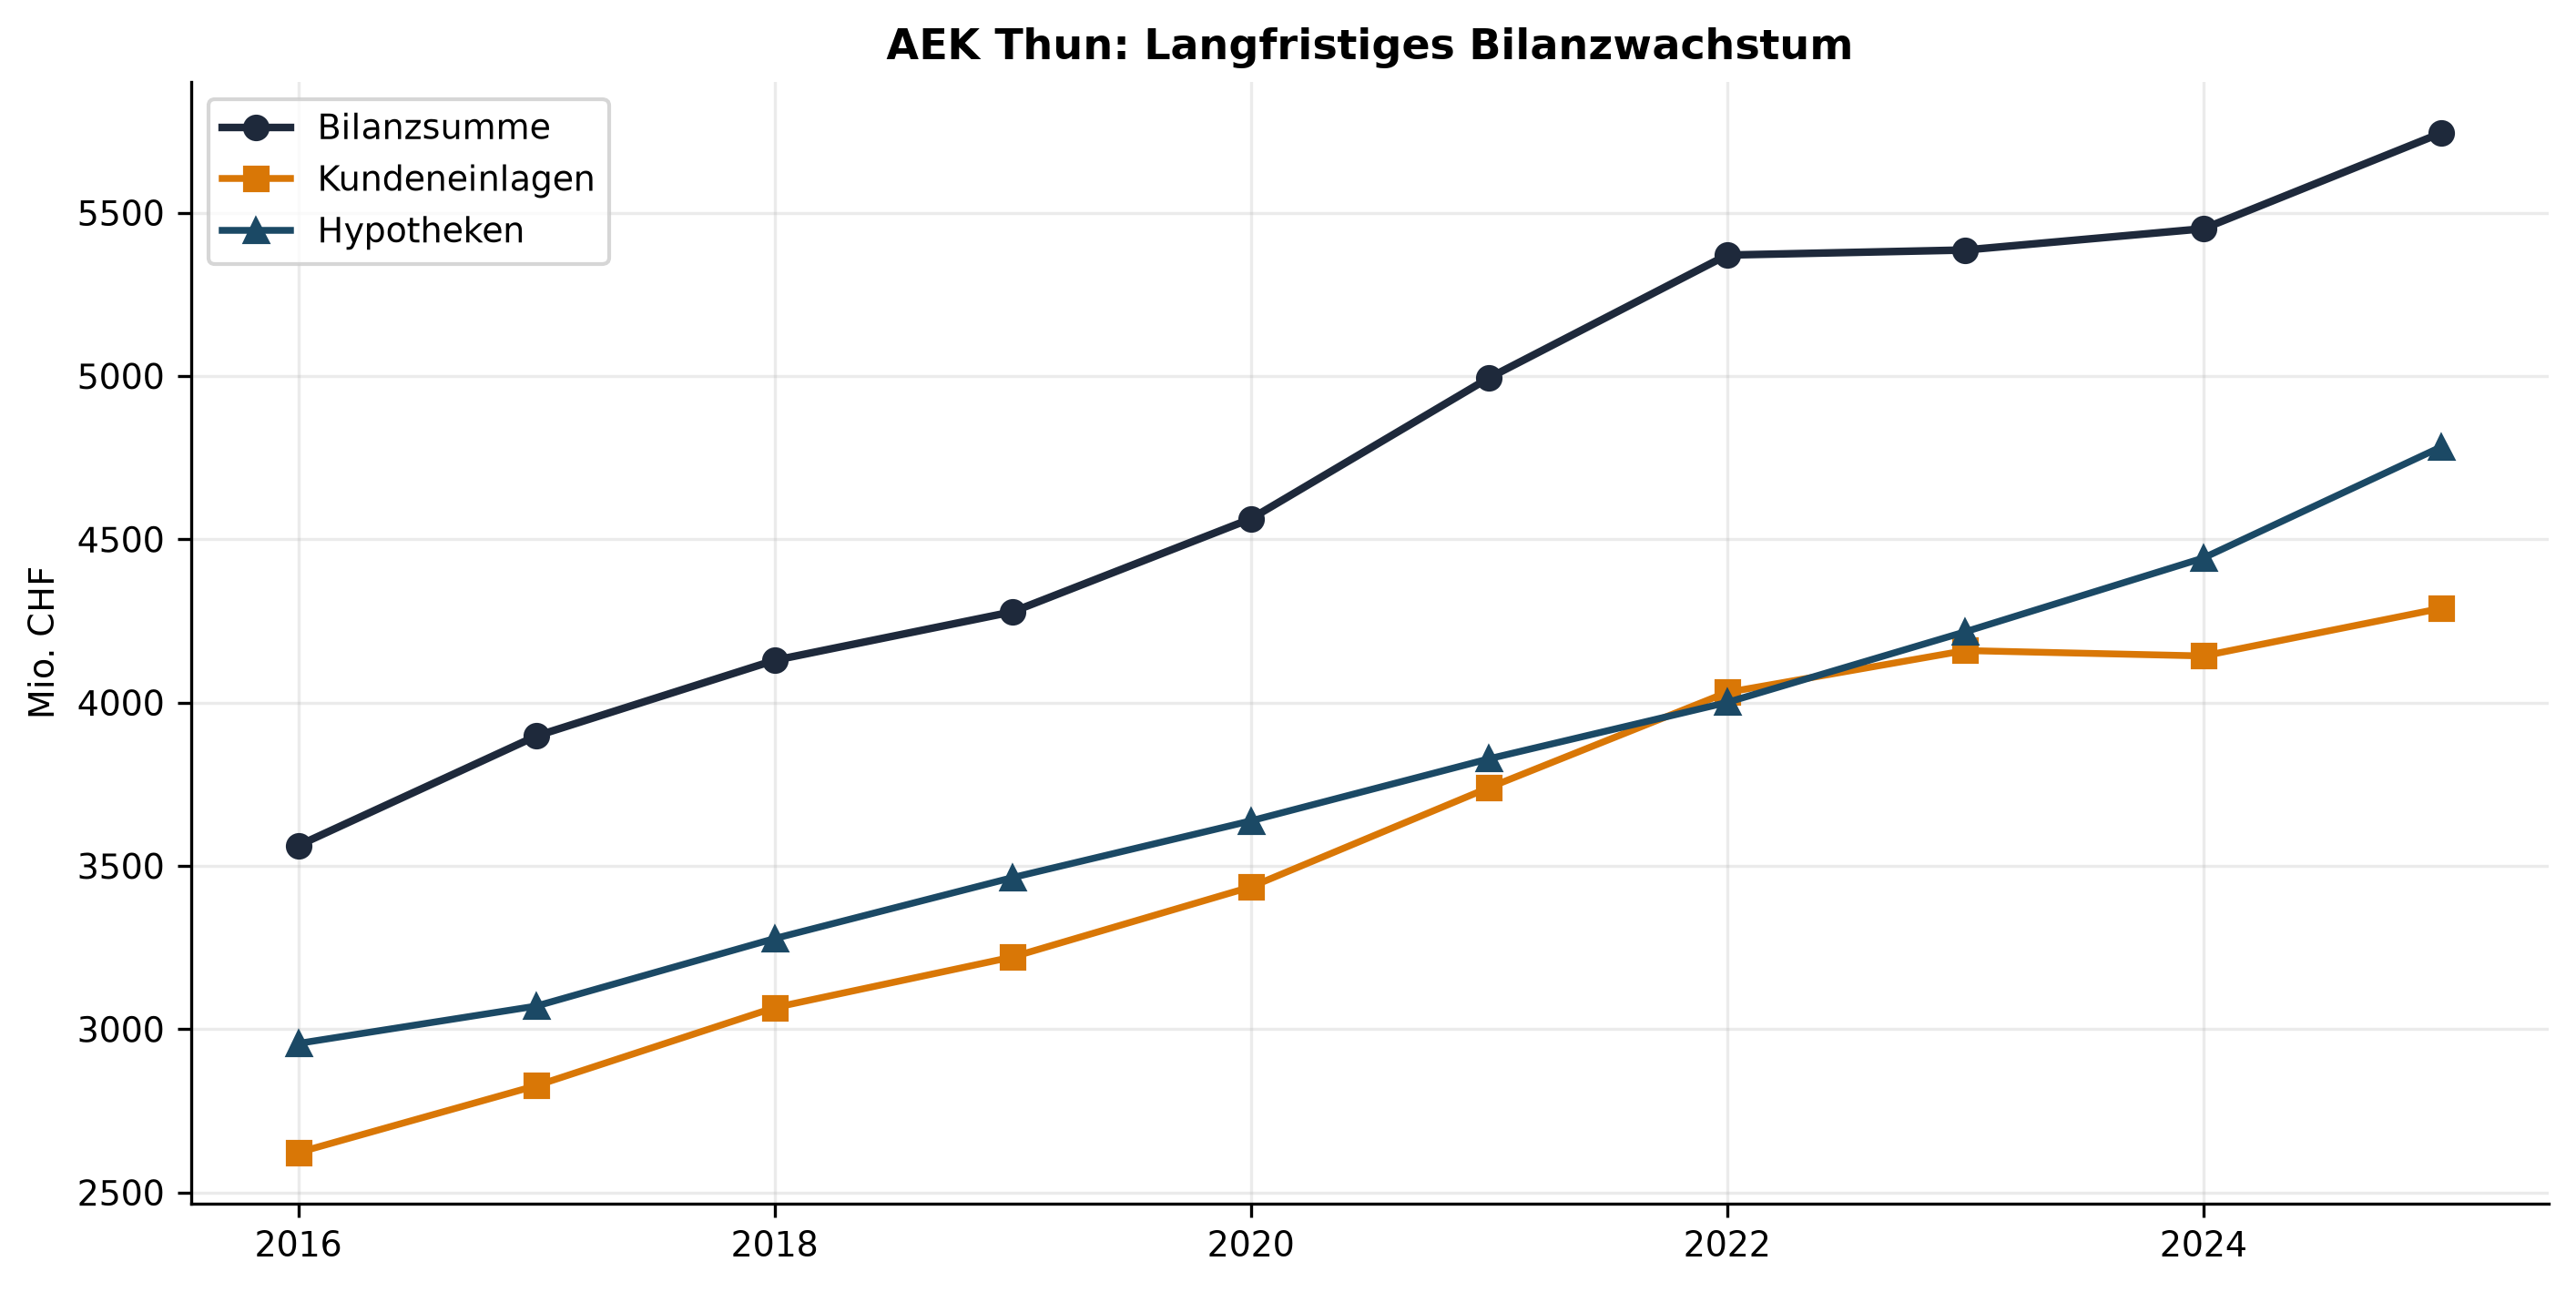 AEK Thun: Langfristiges Bilanzwachstum
Bilanzsumme
Kundeneinlagen
Hypotheken
Mio. CHF
5500
5000
4500
4000
3500
3000
2500
2016 2018 2020 2022 2024